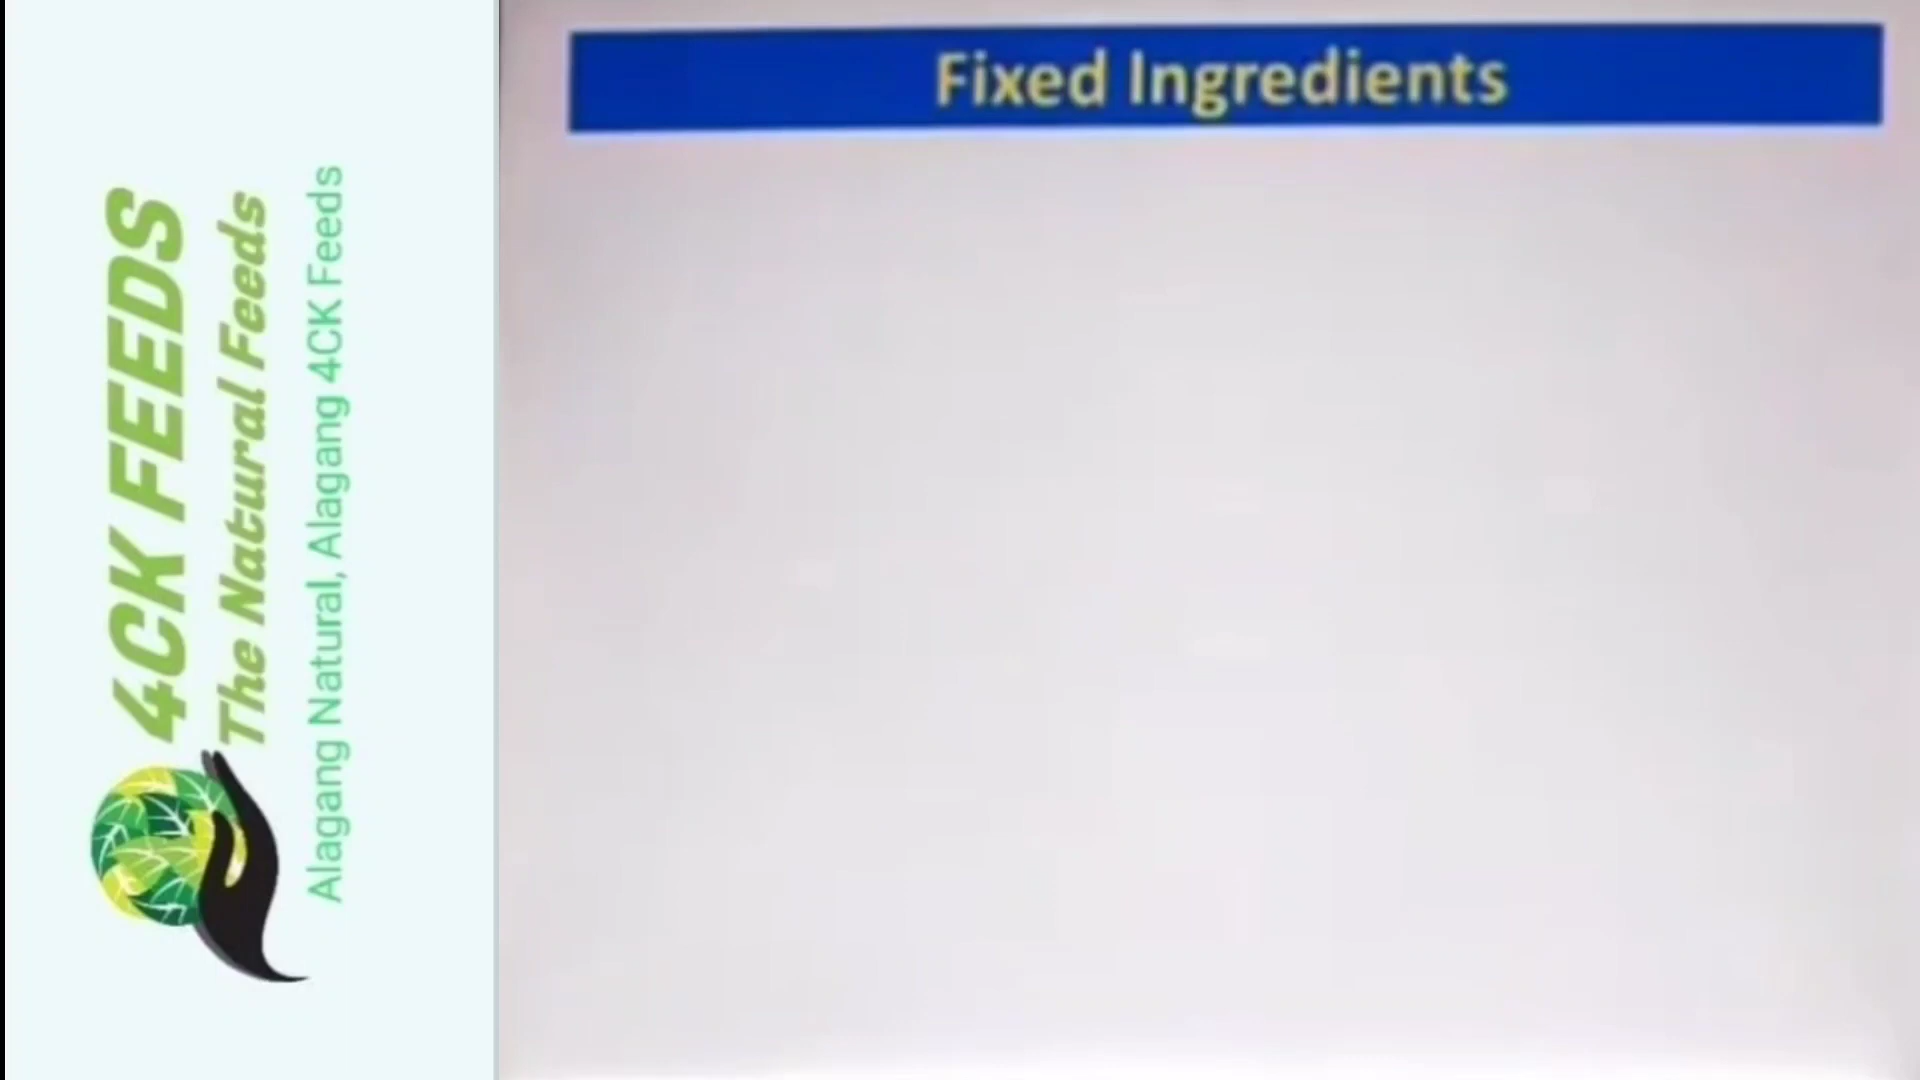 Fixed Ingredients
4CK FEEDS
The Natural Feeds
Alagang Natural, Alagang 4CK Feeds